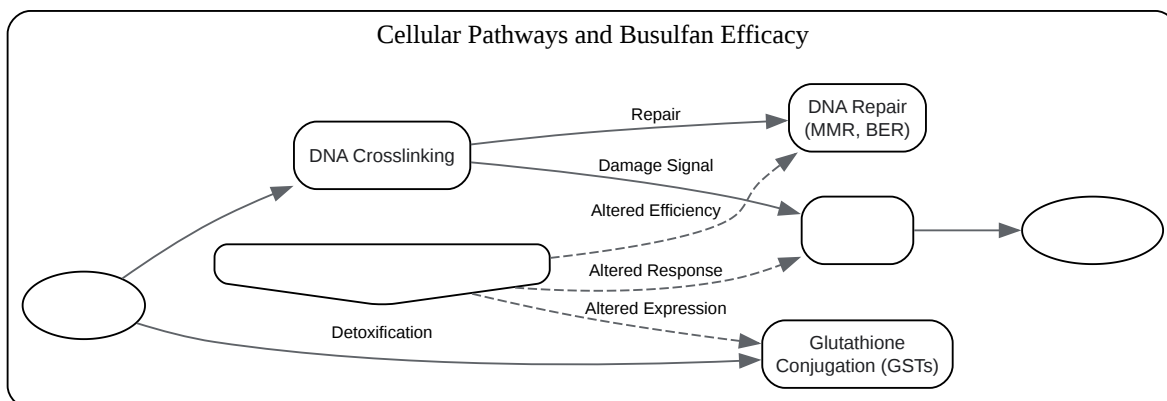 Cellular Pathways and Busulfan Efficacy
DNA Repair
(MMR, BER)
Repair
DNA Crosslinking
Damage Signal
Altered Efficiency
Altered Response
Altered Expression
Detoxification
Glutathione
Conjugation (GSTs)